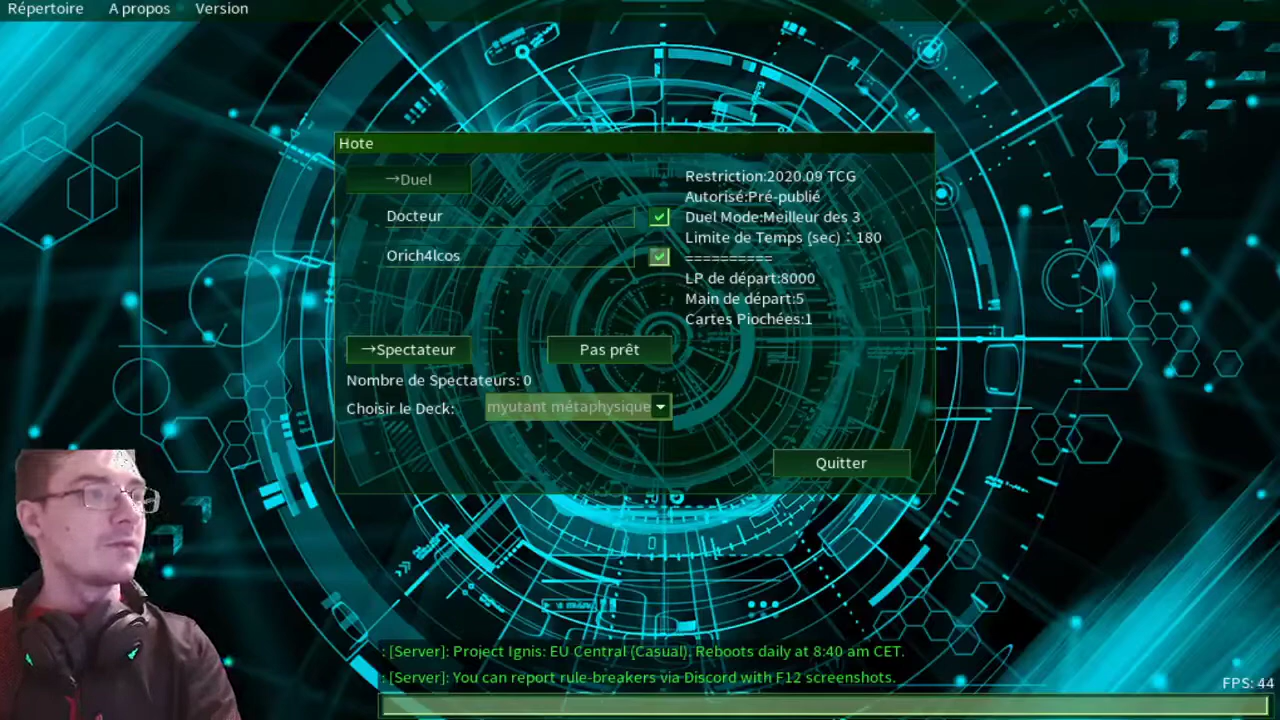 Répertoire A propos Version
Hote
→Duel
Docteur
Orich4lcos
Restriction:2020.09 TCG
Autorisé:Pré-publié
Duel Mode:Meilleur des 3
Limite de Temps (sec) : 180
==========
LP de départ:8000
Main de départ:5
Cartes Piochées:1
→Spectateur
Pas prêt
Nombre de Spectateurs: 0
Choisir le Deck: myutant métaphysique
Quitter
: [Server]: Project Ignis: EU Central (Casual). Reboots daily at 8:40 am CET.
: [Server]: You can report rule-breakers via Discord with F12 screenshots.
FPS: 44